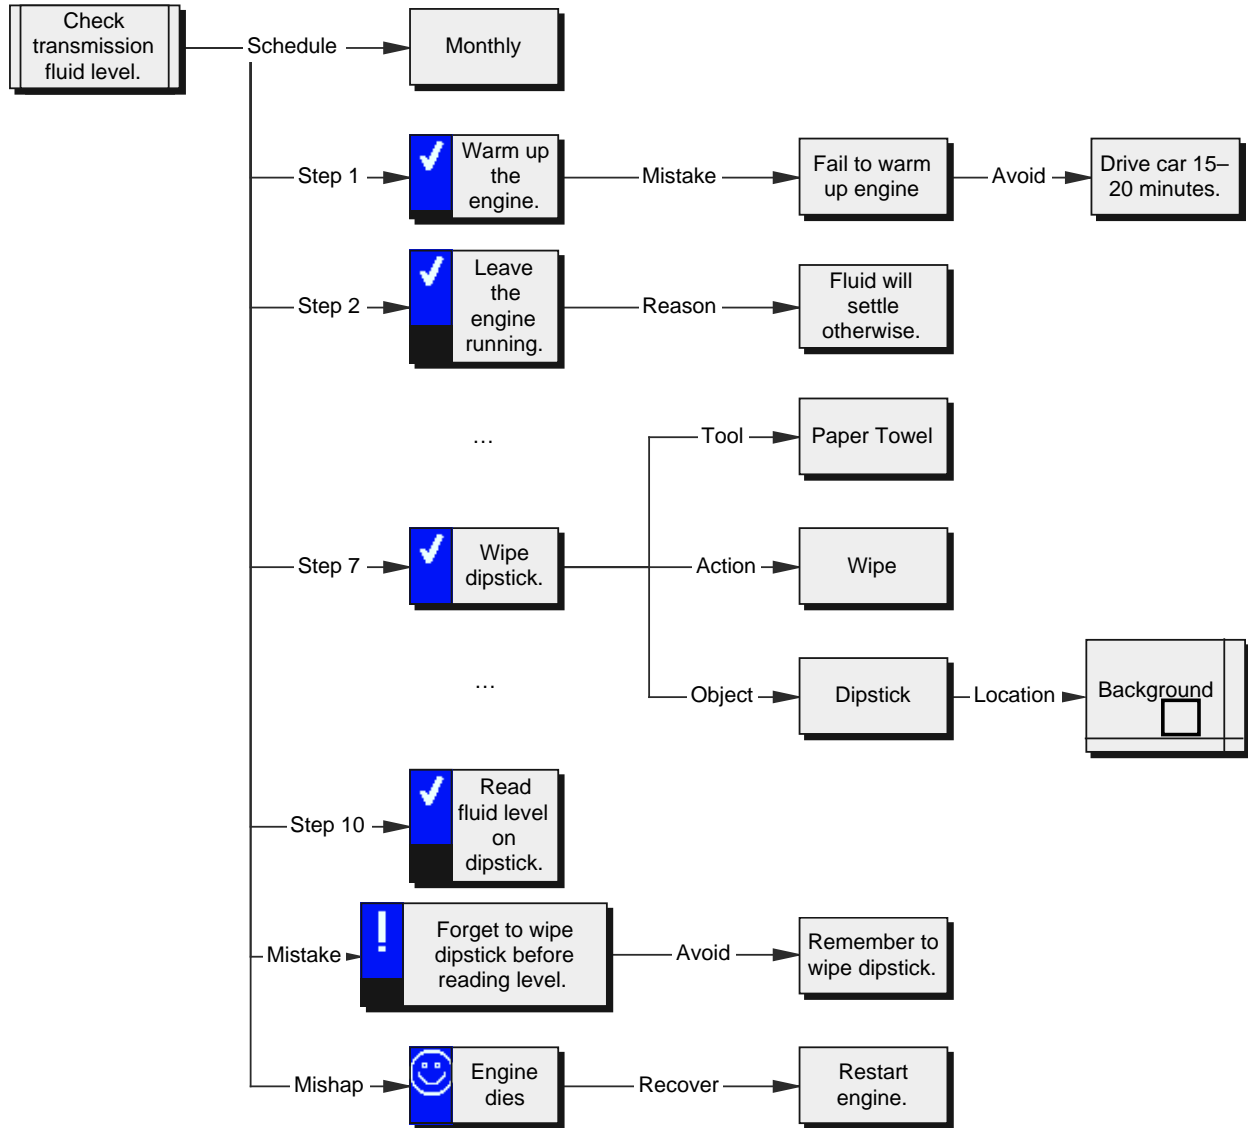 Check
transmission
fluid level.
Schedule
Monthly
Step 1
Warm up
the
engine.
Mistake
Fail to warm
up engine
Avoid
Drive car 15–
20 minutes.
Step 2
Leave
the
engine
running.
Reason
Fluid will
settle
otherwise.
…
Tool
Paper Towel
Step 7
Wipe
dipstick.
Action
Wipe
…
Object
Dipstick
Location
Background
Step 10
Read
fluid level
on
dipstick.
Mistake
!
Forget to wipe
dipstick before
reading level.
Avoid
Remember to
wipe dipstick.
Mishap
Engine
dies
Recover
Restart
engine.